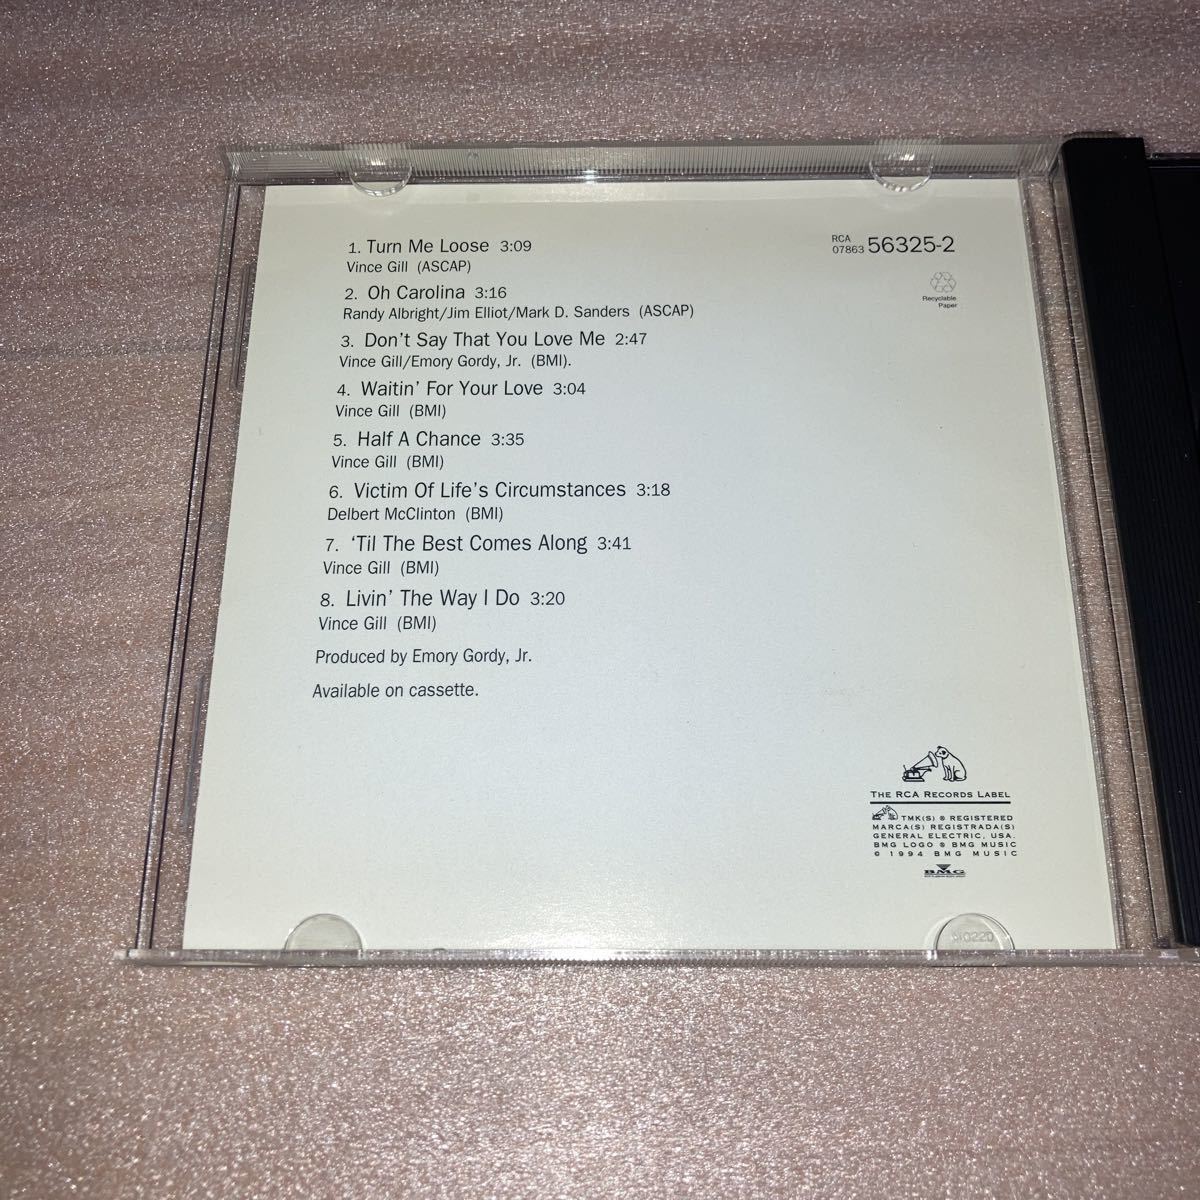 1. Turn Me Loose 3:09
Vince Gill (ASCAP)
2. Oh Carolina 3:16
Randy Albright/Jim Elliot/Mark D. Sanders (ASCAP)
3. Don't Say That You Love Me 2:47
Vince Gill/Emory Gordy, Jr. (BMI).
4. Waitin' For Your Love 3:04
Vince Gill (BMI)
5. Half A Chance 3:35
Vince Gill (BMI)
6. Victim Of Life's Circumstances 3:18
Delbert McClinton (BMI)
7. 'Til The Best Comes Along 3:41
Vince Gill (BMI)
8. Livin' The Way I Do 3:20
Vince Gill (BMI)
Produced by Emory Gordy, Jr.
Available on cassette.
RCA
07863 56325-2
Recyclable
Paper
THE RCA RECORDS LABEL
TMK(S) ® REGISTERED
MARCA(S) REGISTRADA(S)
GENERAL ELECTRIC, USA.
BMG LOGO ® BMG MUSIC
© 1994 BMG MUSIC
BMG